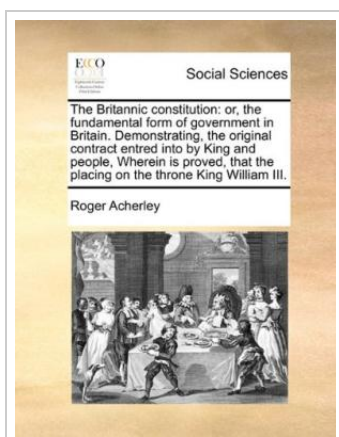 ECCO
Social Sciences
The Britannic constitution: or, the
fundamental form of government in
Britain. Demonstrating, the original
contract entred into by King and
people, Wherein is proved, that the
placing on the throne King William III.
Roger Acherley